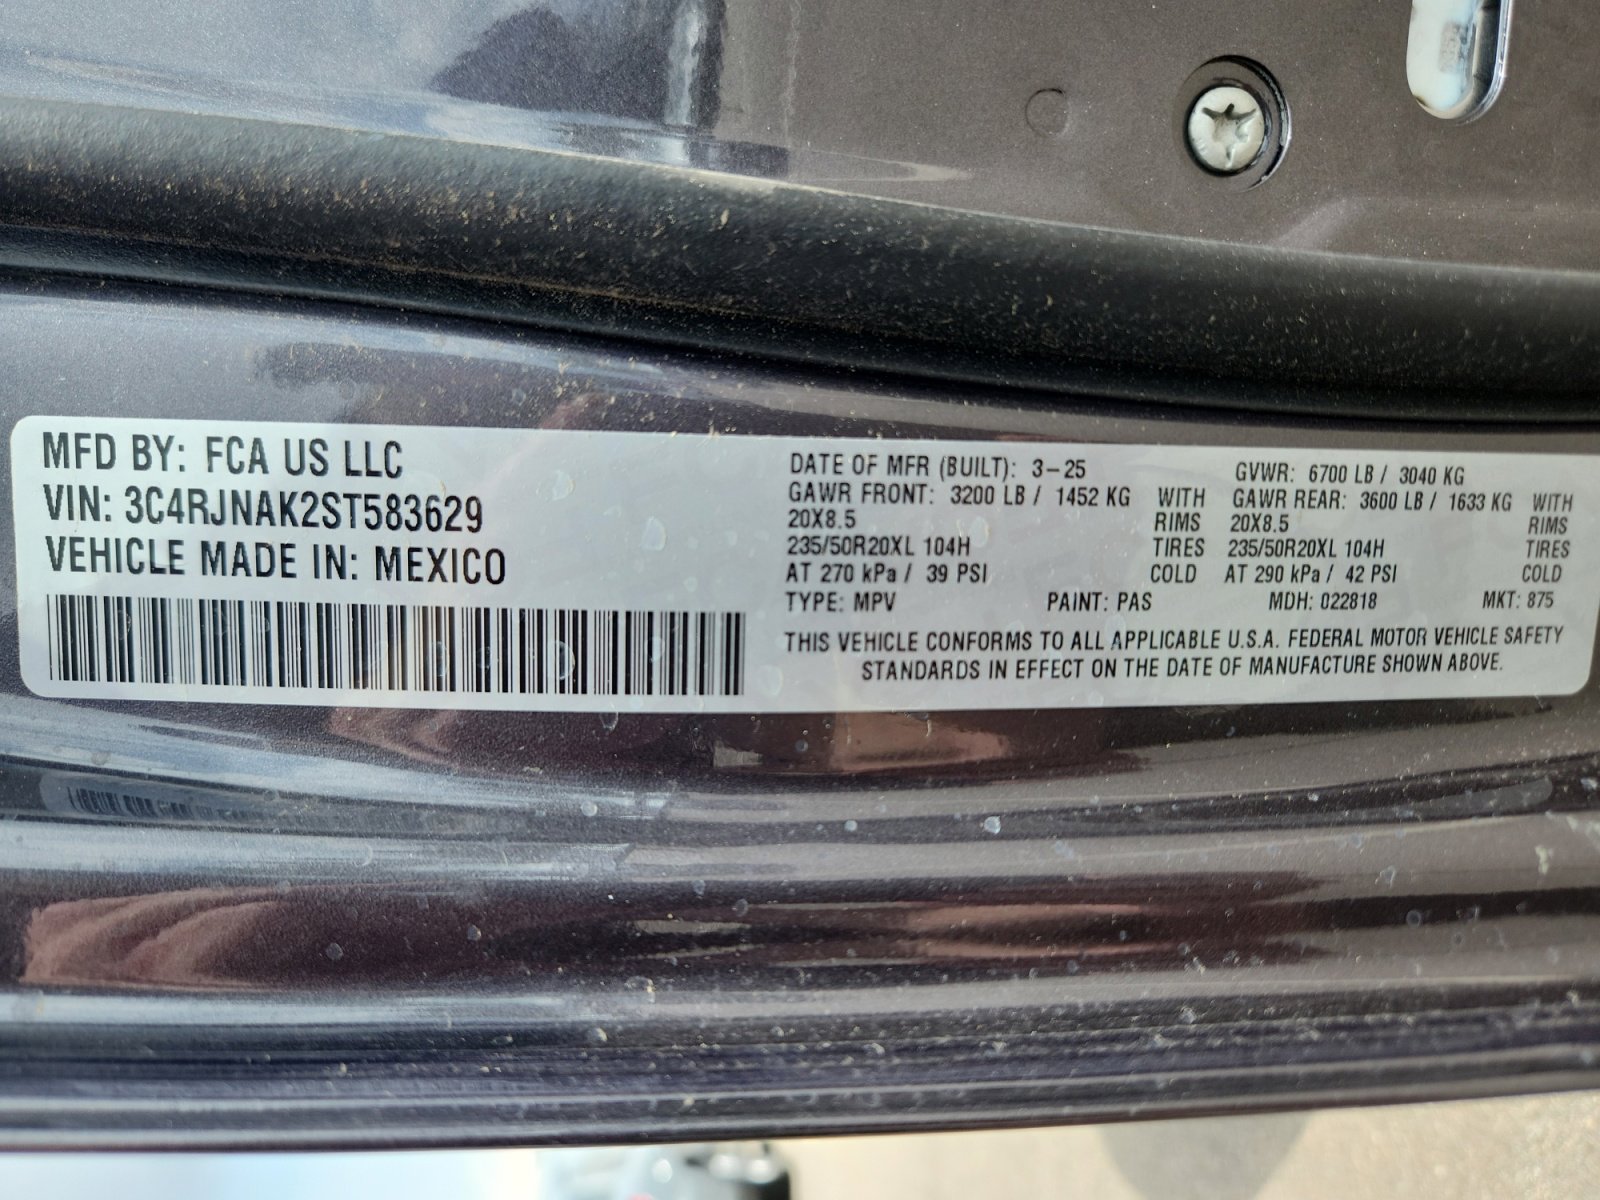 MFD BY: FCA US LLC
VIN: 3C4RJNAK2ST583629
VEHICLE MADE IN: MEXICO
DATE OF MFR (BUILT): 3-25 GVWR: 6700 LB / 3040 KG
GAWR FRONT: 3200 LB / 1452 KG WITH GAWR REAR: 3600 LB / 1633 KG WITH
20X8.5 RIMS 20X8.5 RIMS
235/50R20XL 104H TIRES 235/50R20XL 104H TIRES
AT 270 kPa / 39 PSI COLD AT 290 kPa / 42 PSI COLD
TYPE: MPV PAINT: PAS MDH: 022818 MKT: 875
THIS VEHICLE CONFORMS TO ALL APPLICABLE U.S.A. FEDERAL MOTOR VEHICLE SAFETY
STANDARDS IN EFFECT ON THE DATE OF MANUFACTURE SHOWN ABOVE.